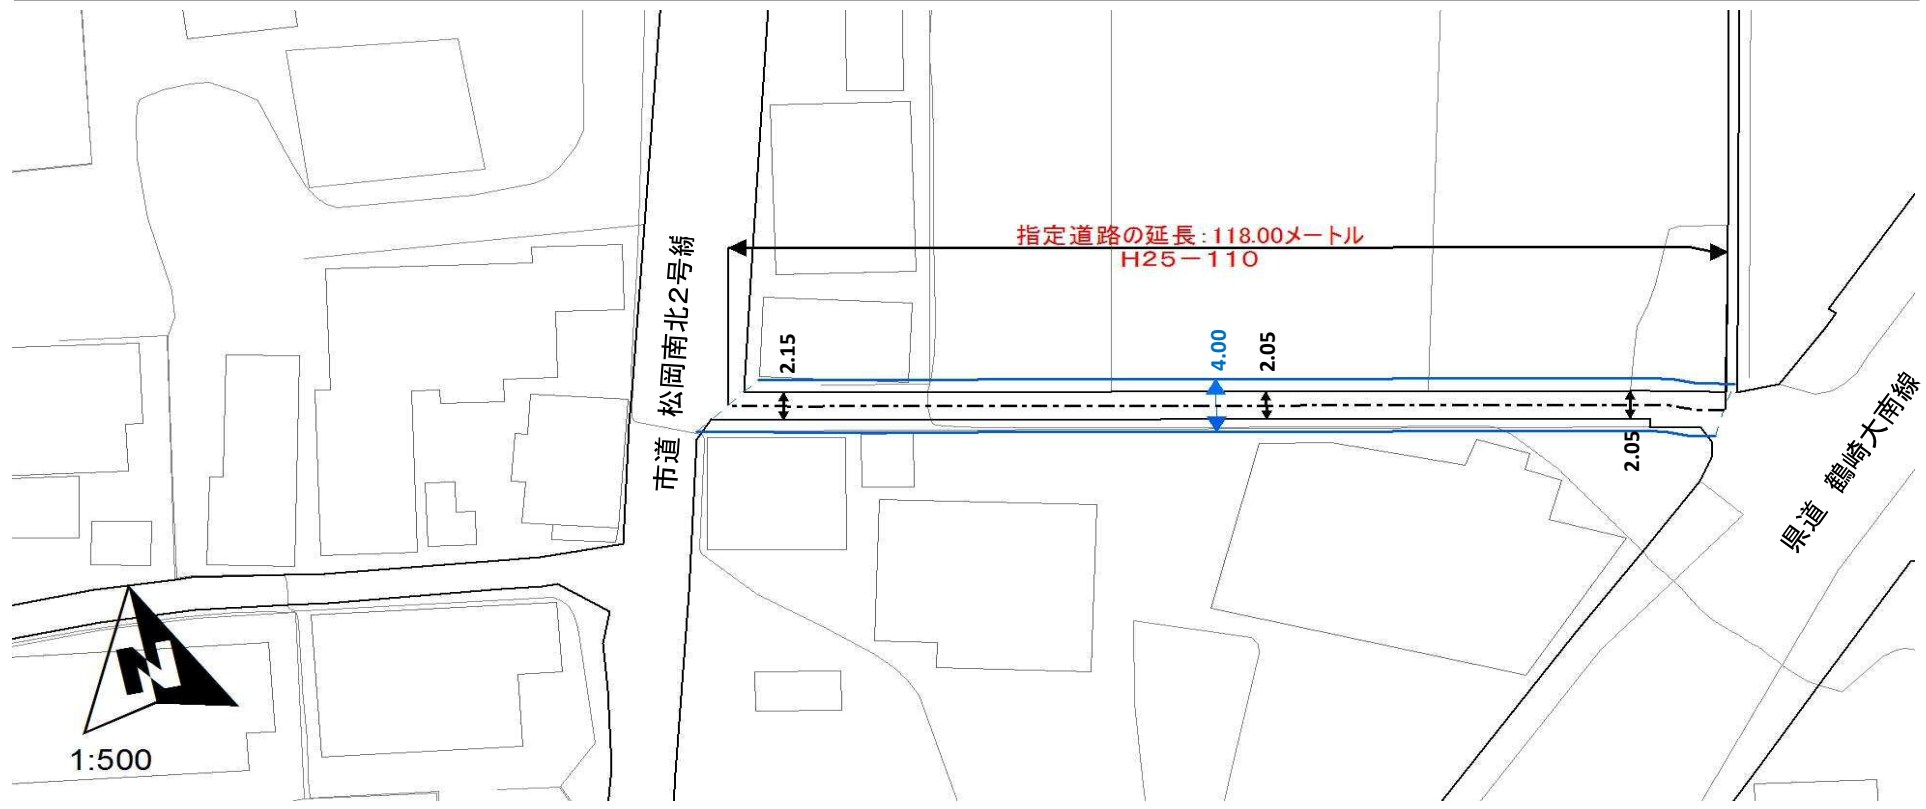 指定道路の延長：118.00メートル
H25－110
市道　松岡南北2号線
2.15
4.00
2.05
2.05
県道　鶴崎大南線
N
1:500